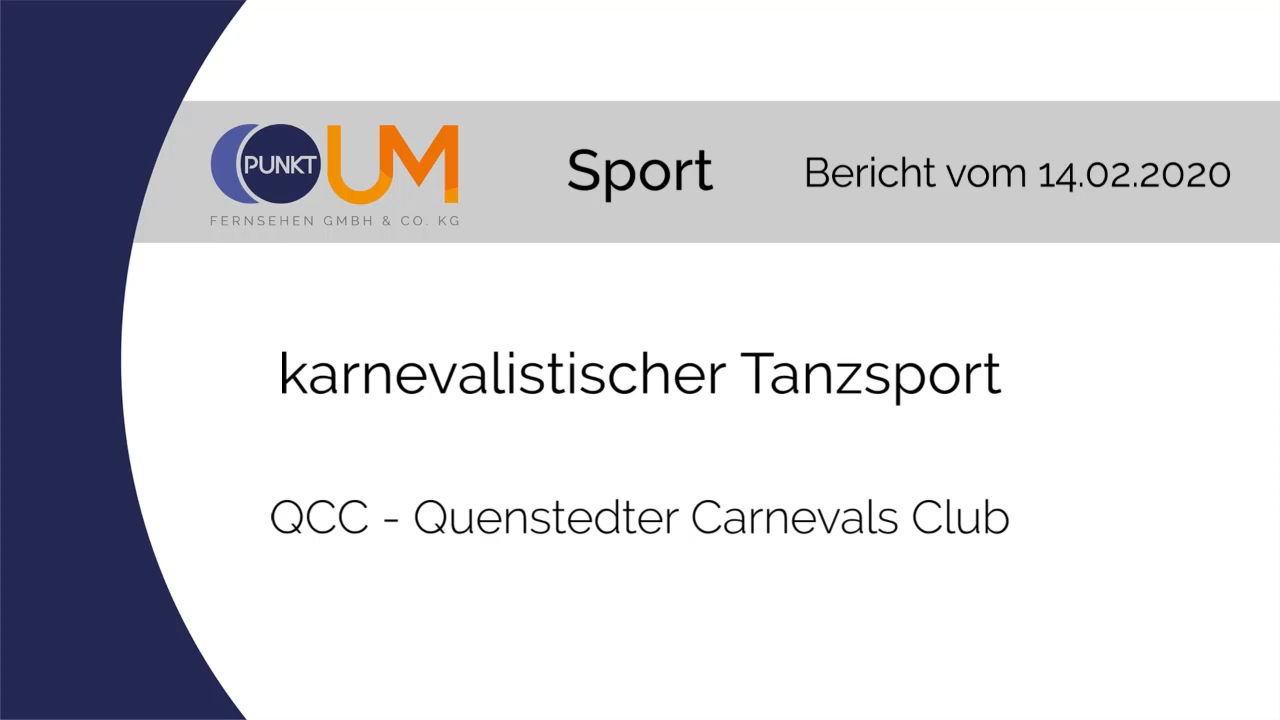 PUNKT UM
FERNSEHEN GMBH & CO. KG
Sport
Bericht vom 14.02.2020
karnevalistischer Tanzsport
QCC - Quenstedter Carnevals Club